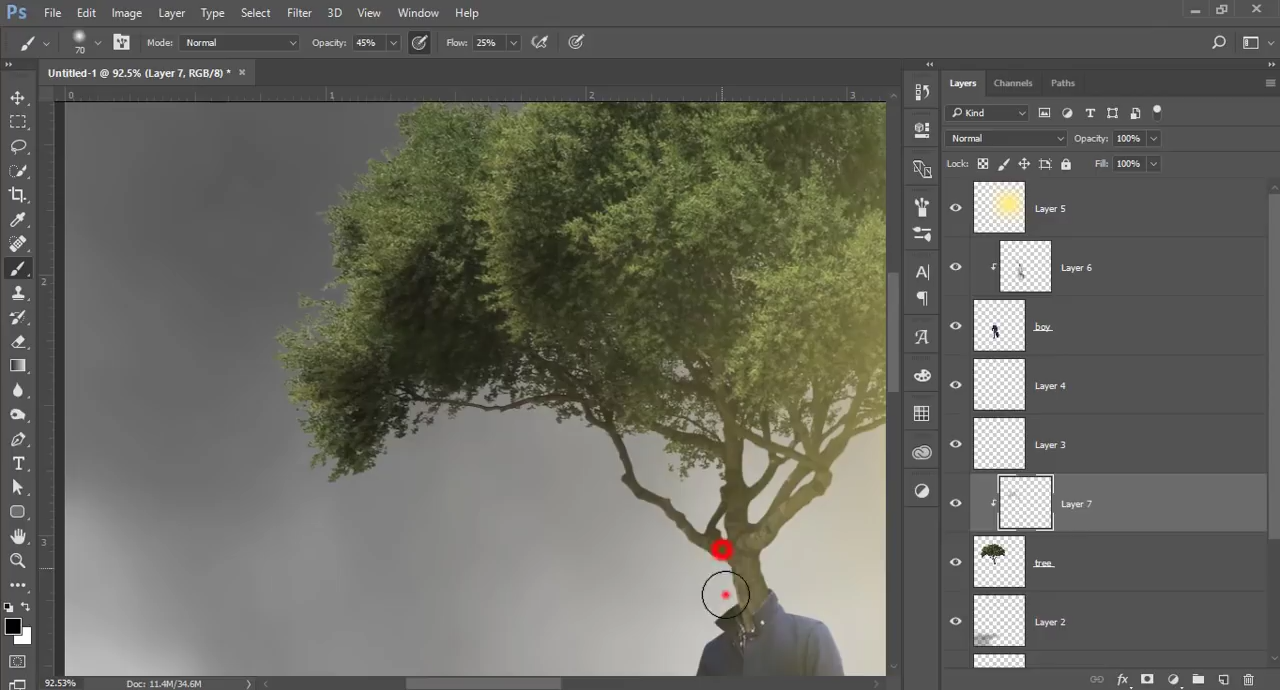 Ps File Edit Image Layer Type Select Filter 3D View Window Help
70 Mode: Normal Opacity: 45% Flow: 25%
Untitled-1 @ 92.5% (Layer 7, RGB/8) * ×
Layers Channels Paths
0 1 2 3
Kind
Normal Opacity: 100%
Lock: Fill: 100%
Layer 5
Layer 6
2
boy
Layer 4
Layer 3
Layer 7
3
tree
Layer 2
92.53% Doc: 11.4M/34.6M